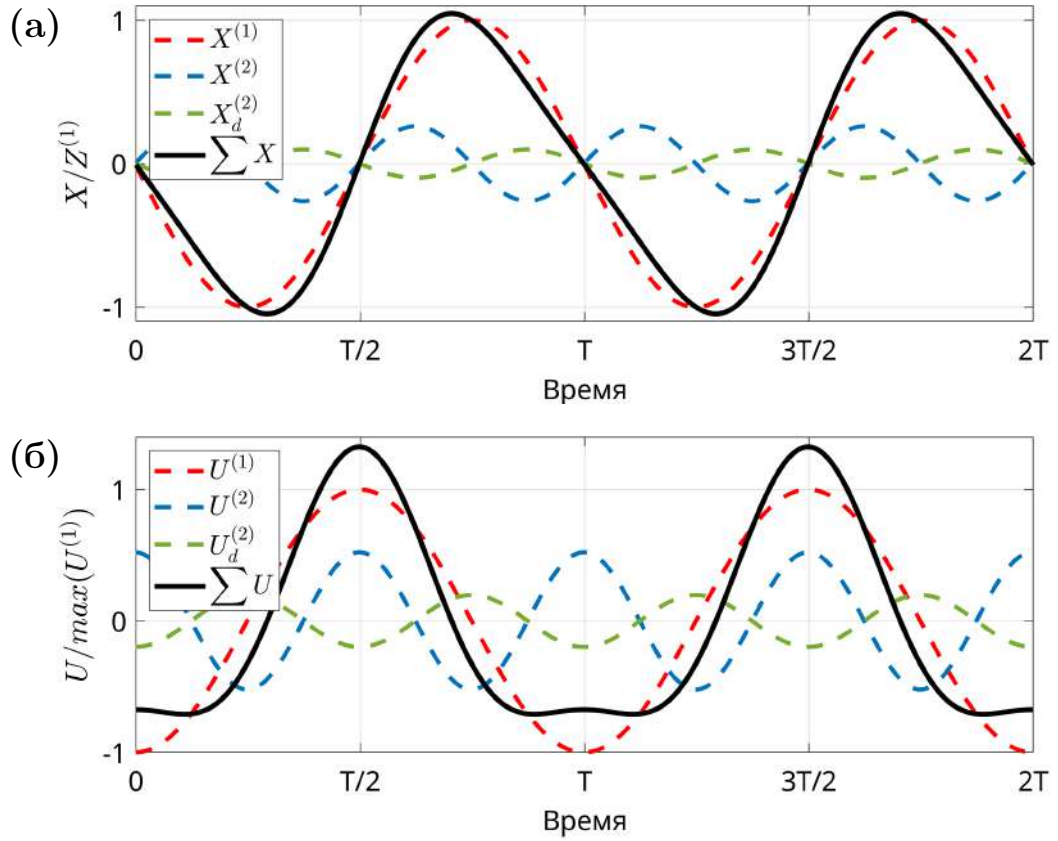 (а)
X/Z^{(1)}
1
0
-1
X^{(1)}
X^{(2)}
X_d^{(2)}
∑ X
0 T/2 T 3T/2 2T
Время
(б)
U/max(U^{(1)})
1
0
-1
U^{(1)}
U^{(2)}
U_d^{(2)}
∑ U
0 T/2 T 3T/2 2T
Время